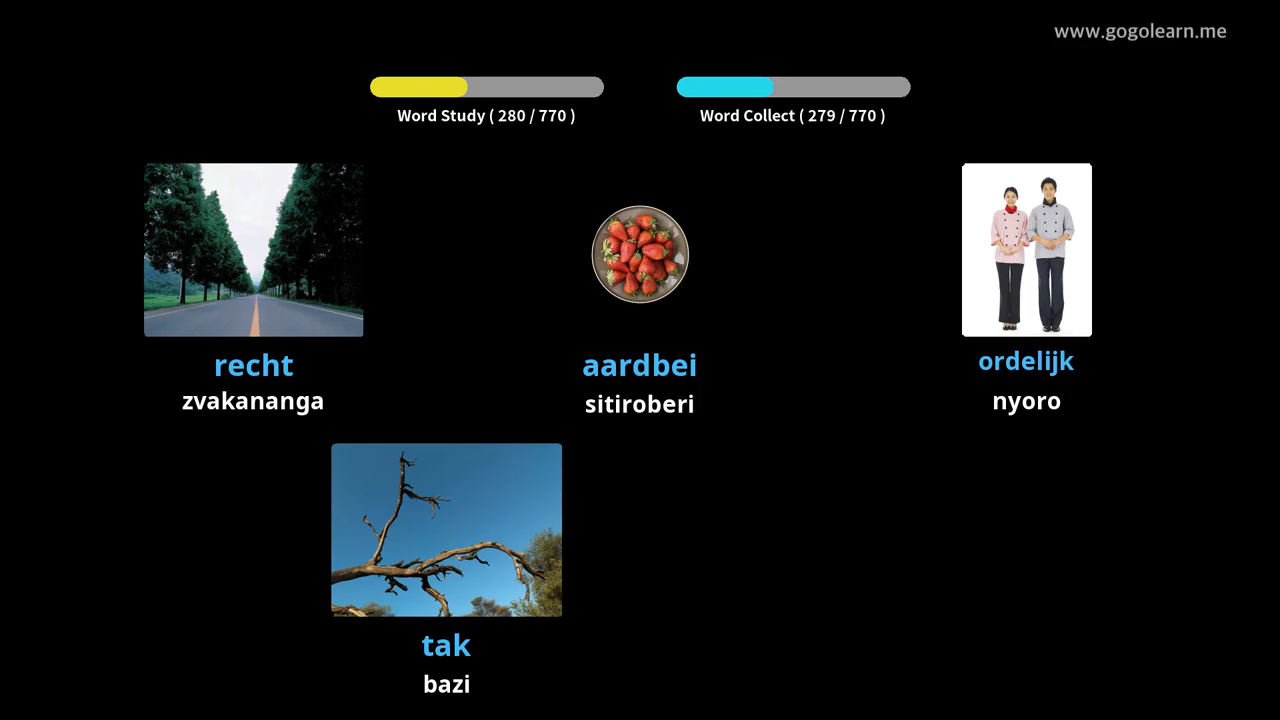 www.gogolearn.me
Word Study ( 280 / 770 )
Word Collect ( 279 / 770 )
recht
zvakananga
aardbei
sitiroberi
ordelijk
nyoro
tak
bazi